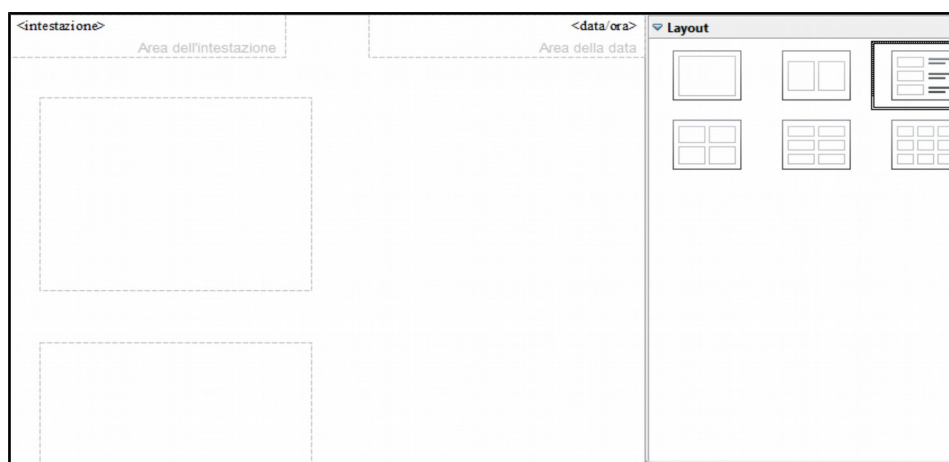 <intestazione>
<data/ora>
Area dell'intestazione
Area della data
Layout